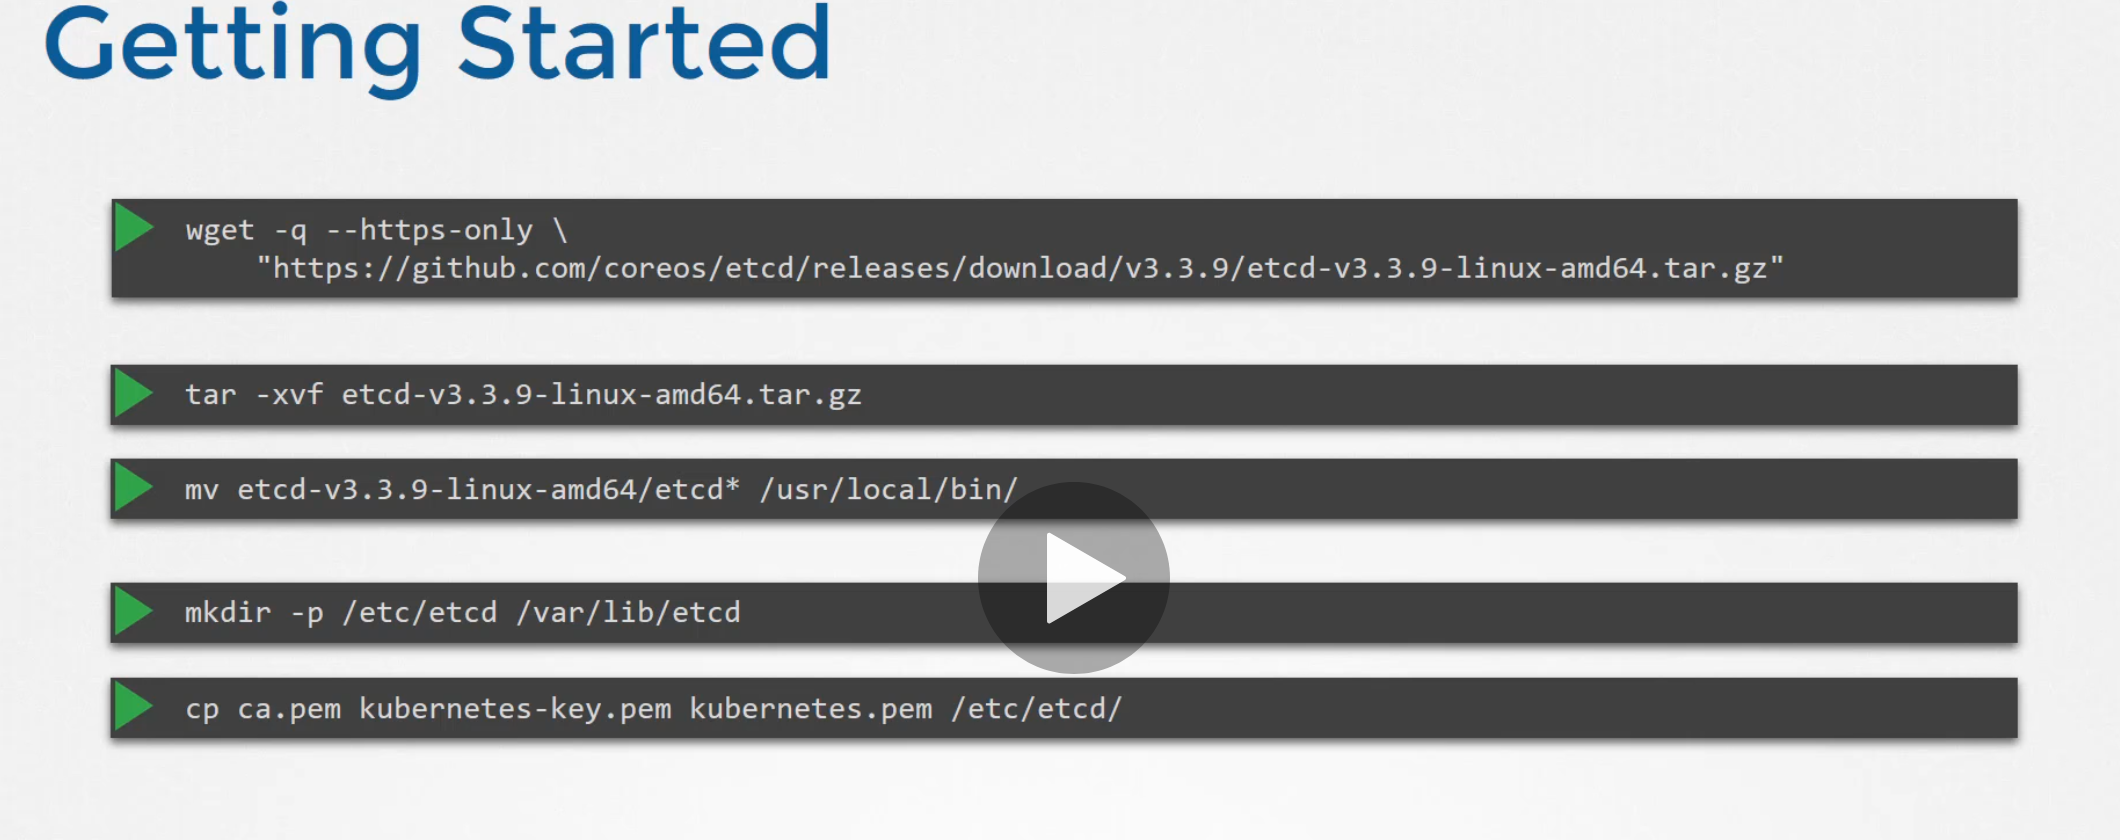 Getting Started
wget -q --https-only \
"https://github.com/coreos/etcd/releases/download/v3.3.9/etcd-v3.3.9-linux-amd64.tar.gz"
tar -xvf etcd-v3.3.9-linux-amd64.tar.gz
mv etcd-v3.3.9-linux-amd64/etcd* /usr/local/bin/
mkdir -p /etc/etcd /var/lib/etcd
cp ca.pem kubernetes-key.pem kubernetes.pem /etc/etcd/